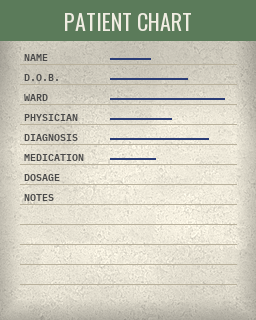 PATIENT CHART
NAME
D.O.B.
WARD
PHYSICIAN
DIAGNOSIS
MEDICATION
DOSAGE
NOTES